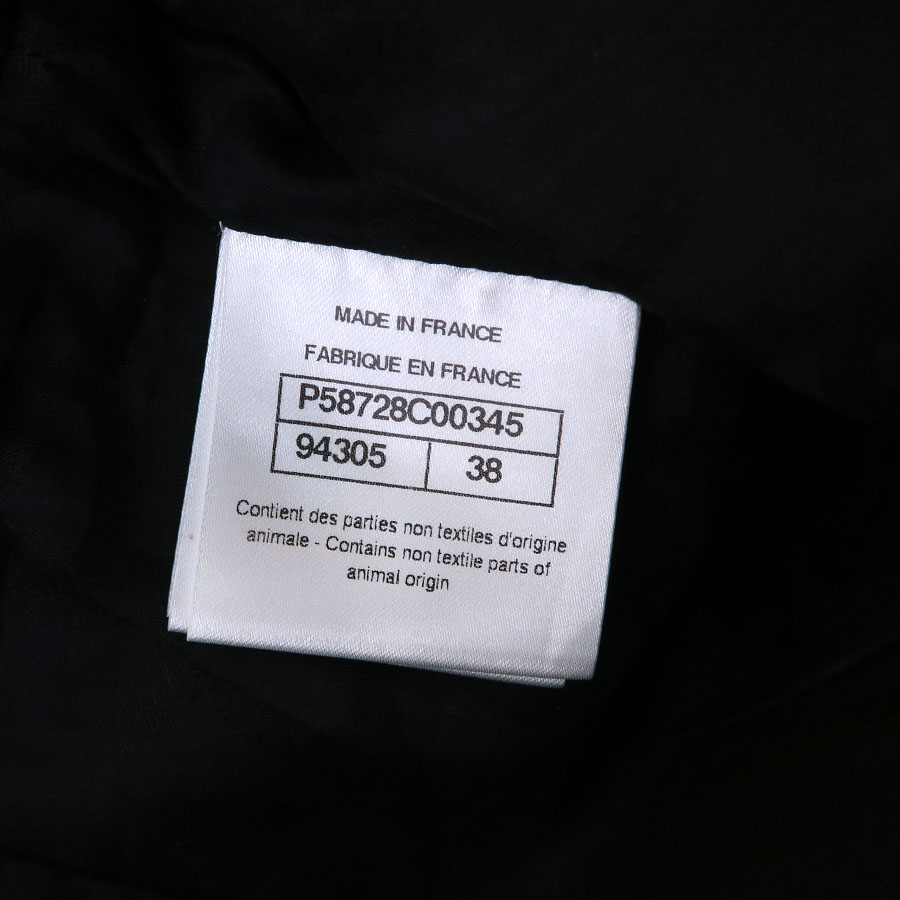 MADE IN FRANCE
FABRIQUE EN FRANCE
P58728C00345
94305 38
Contient des parties non textiles d'origine
animale - Contains non textile parts of
animal origin